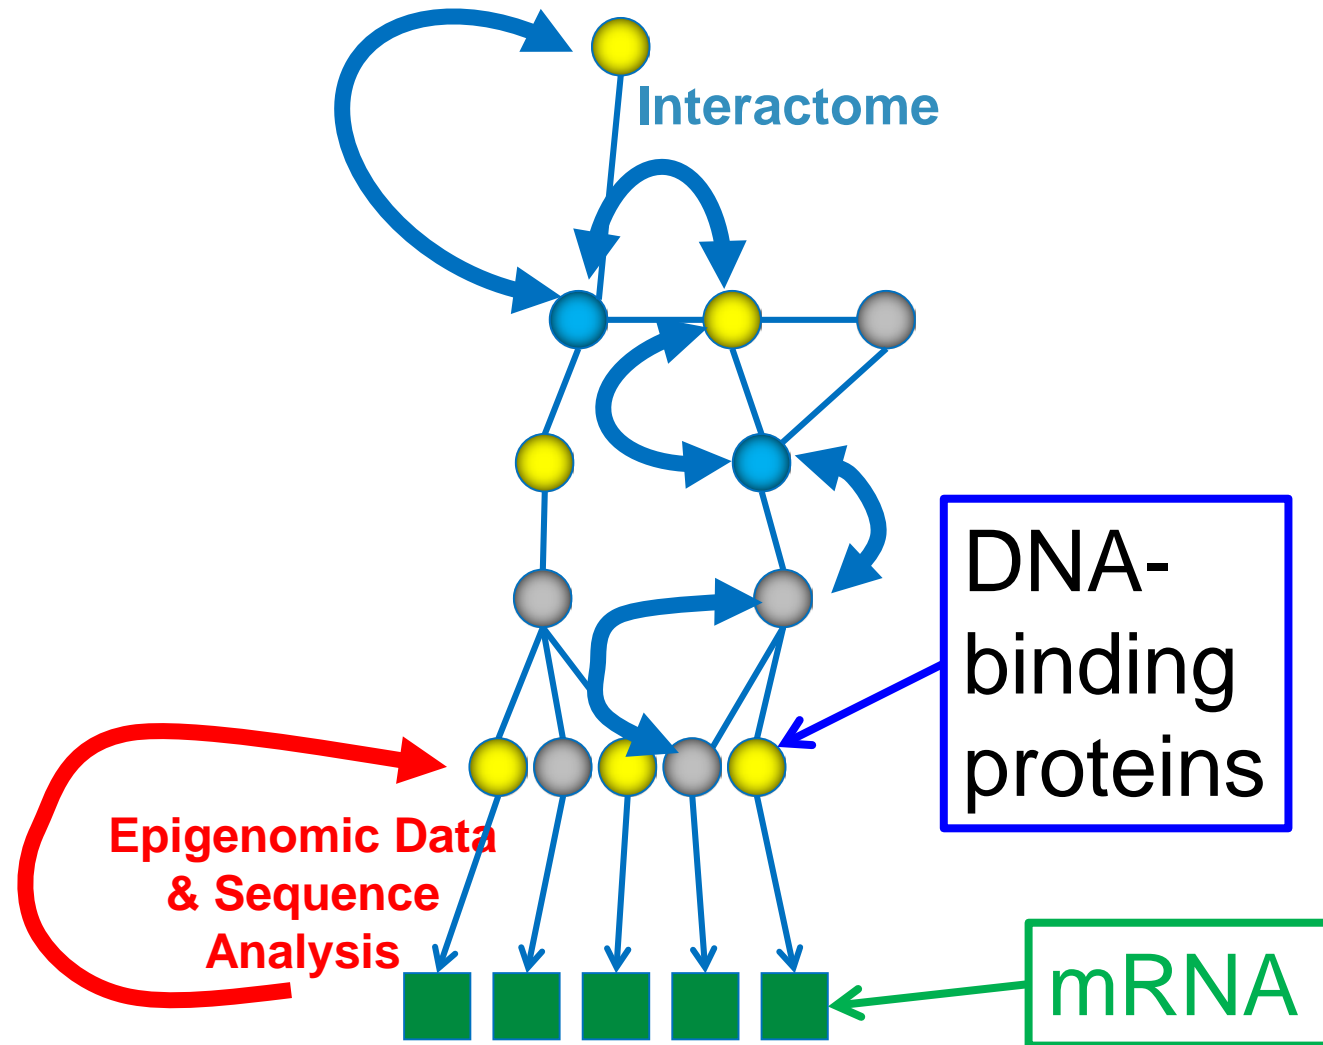 Interactome
DNA-
binding
proteins
Epigenomic Data
& Sequence
Analysis
mRNA